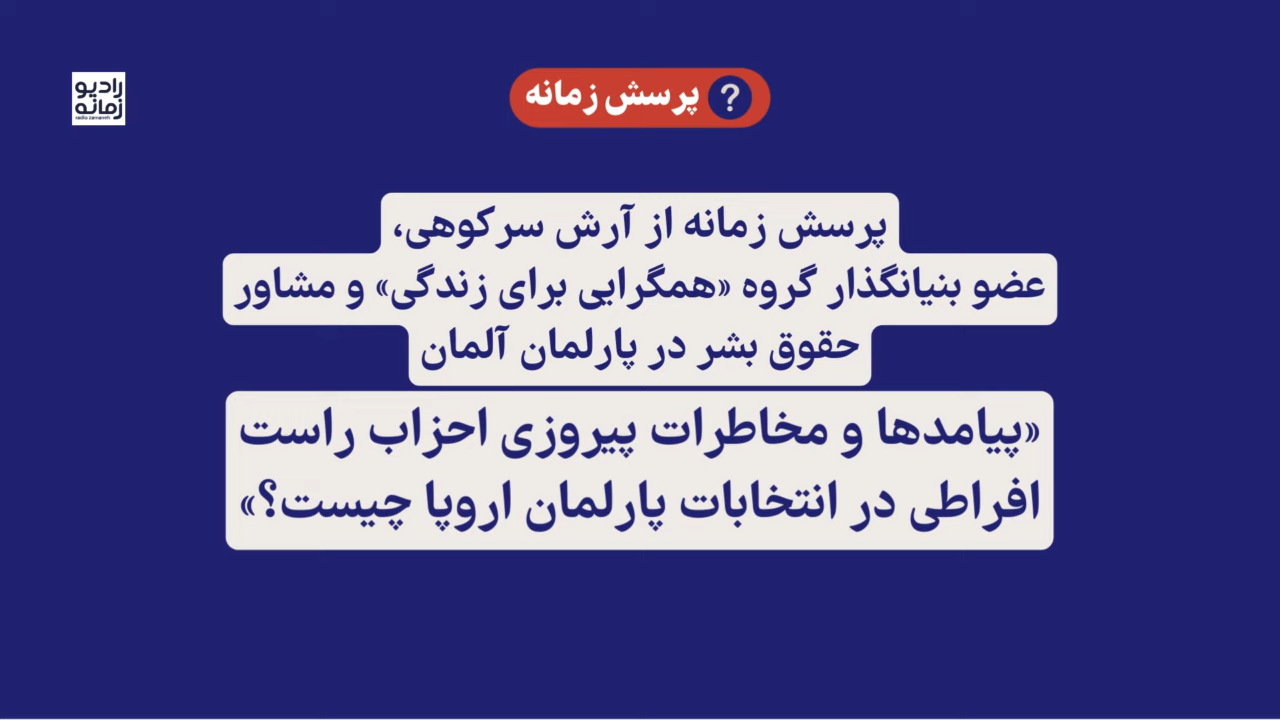 رادیو
زمانه
radio zamaneh
پرسش زمانه
پرسش زمانه از آرش سرکوهی،
عضو بنیانگذار گروه «همگرایی برای زندگی» و مشاور
حقوق بشر در پارلمان آلمان
«پیامدها و مخاطرات پیروزی احزاب راست
افراطی در انتخابات پارلمان اروپا چیست؟»